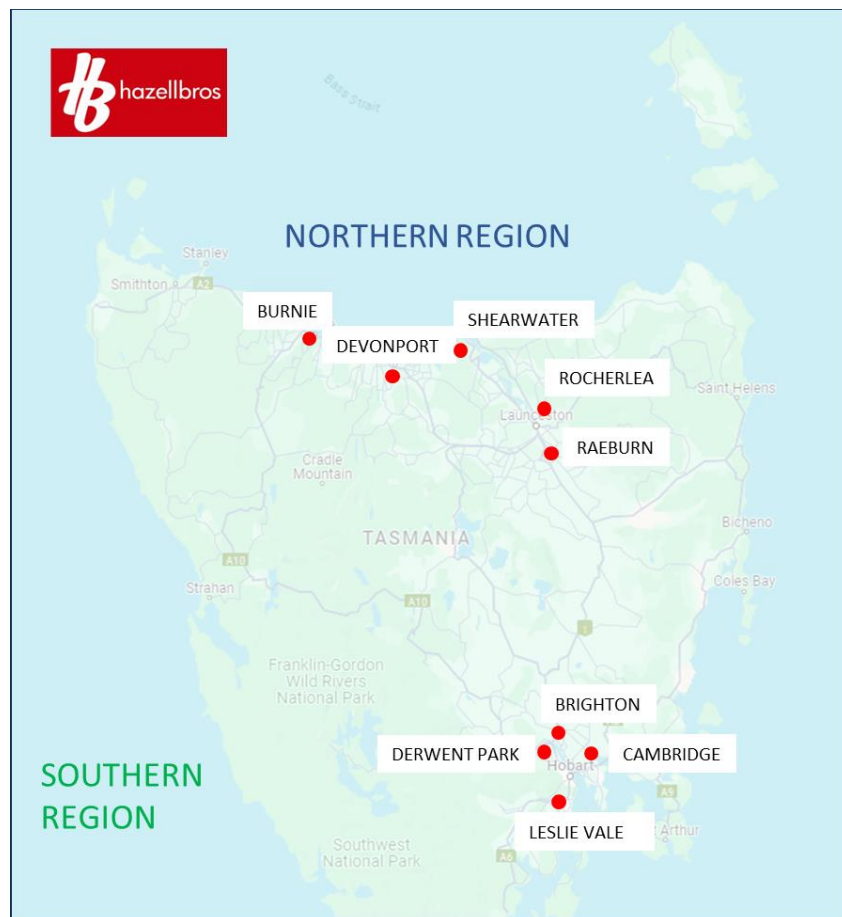 HB hazellbros
Bass Strait
NORTHERN REGION
Stanley
Smithton
A2
BURNIE
SHEARWATER
DEVONPORT
ROCHERLEA
Saint Helens
Launceston
RAEBURN
Cradle
Mountain
TASMANIA
Bicheno
A10
Coles Bay
Strahan
A10
1
Franklin-Gordon
Wild Rivers
National Park
BRIGHTON
DERWENT PARK
CAMBRIDGE
Hobart
SOUTHERN
REGION
A9
LESLIE VALE
Arthur
Southwest
National Park
A6